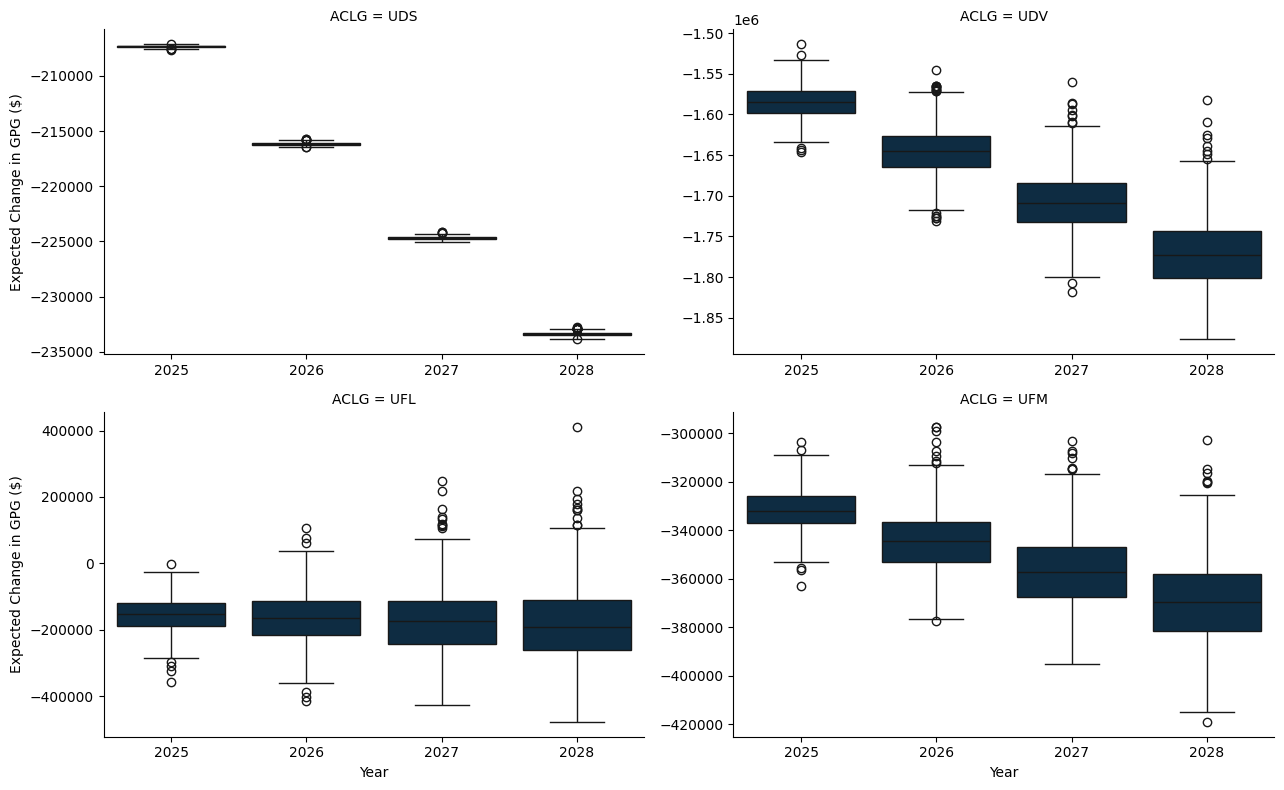 ACLG = UDS
Expected Change in GPG ($)
−210000
−215000
−220000
−225000
−230000
−235000
2025 2026 2027 2028
ACLG = UDV
1e6
−1.50
−1.55
−1.60
−1.65
−1.70
−1.75
−1.80
−1.85
2025 2026 2027 2028
ACLG = UFL
Expected Change in GPG ($)
400000
200000
0
−200000
−400000
2025 2026 2027 2028
Year
ACLG = UFM
−300000
−320000
−340000
−360000
−380000
−400000
−420000
2025 2026 2027 2028
Year